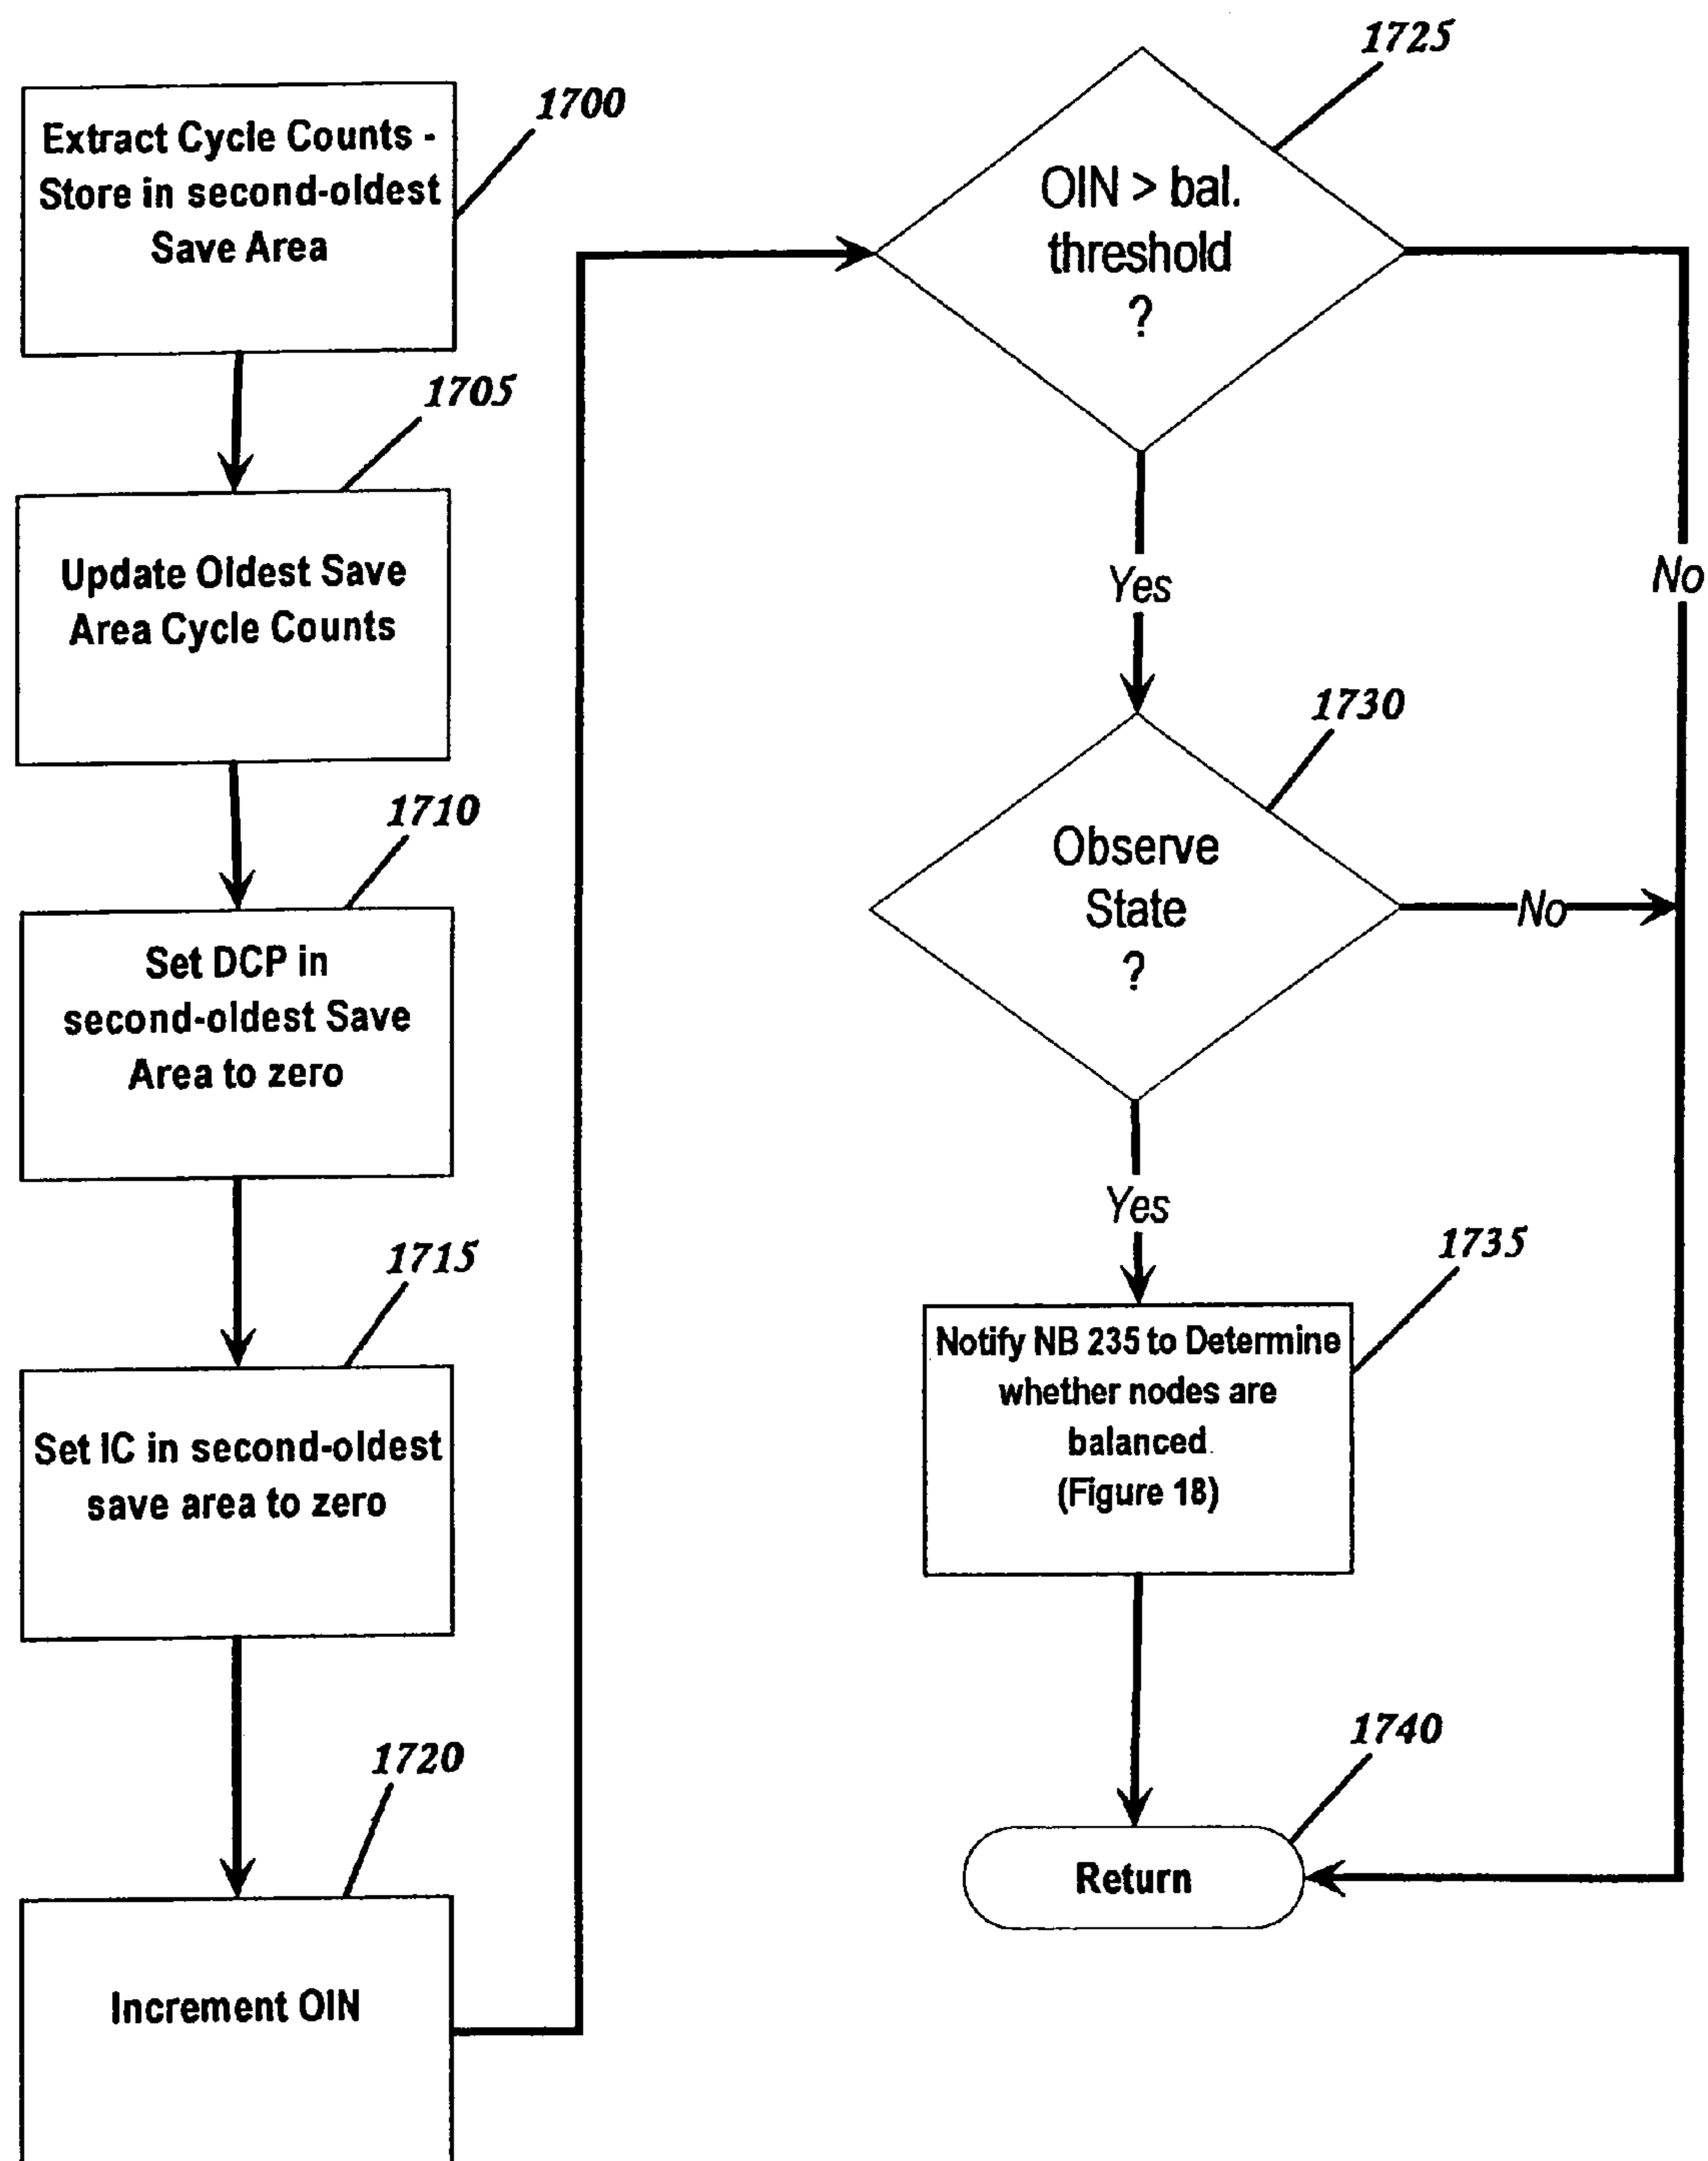 1700
Extract Cycle Counts -
Store in second-oldest
Save Area
1705
Update Oldest Save
Area Cycle Counts
1710
Set DCP in
second-oldest Save
Area to zero
1715
Set IC in second-oldest
save area to zero
1720
Increment OIN
1725
OIN > bal.
threshold
?
No
Yes
1730
Observe
State
?
No
Yes
1735
Notify NB 235 to Determine
whether nodes are
balanced.
(Figure 18)
1740
Return